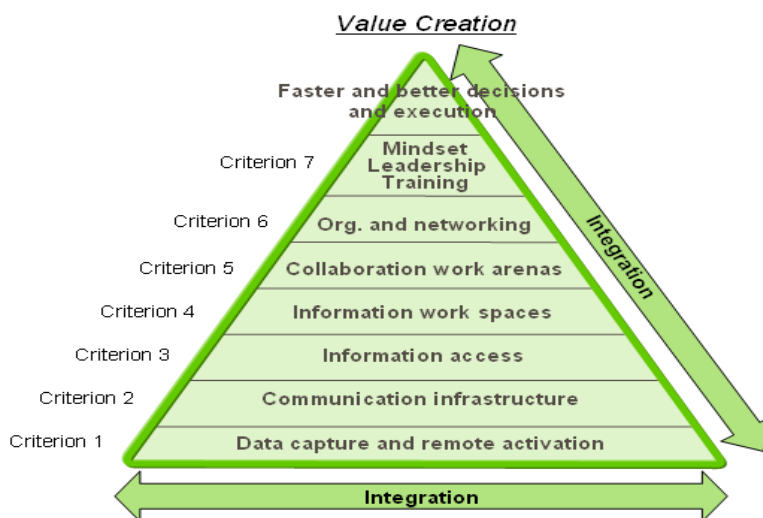 Value Creation
Faster and better decisions
and execution
Criterion 7
Mindset
Leadership
Training
Criterion 6
Org. and networking
Criterion 5
Collaboration work arenas
Criterion 4
Information work spaces
Criterion 3
Information access
Criterion 2
Communication infrastructure
Criterion 1
Data capture and remote activation
Integration
Integration